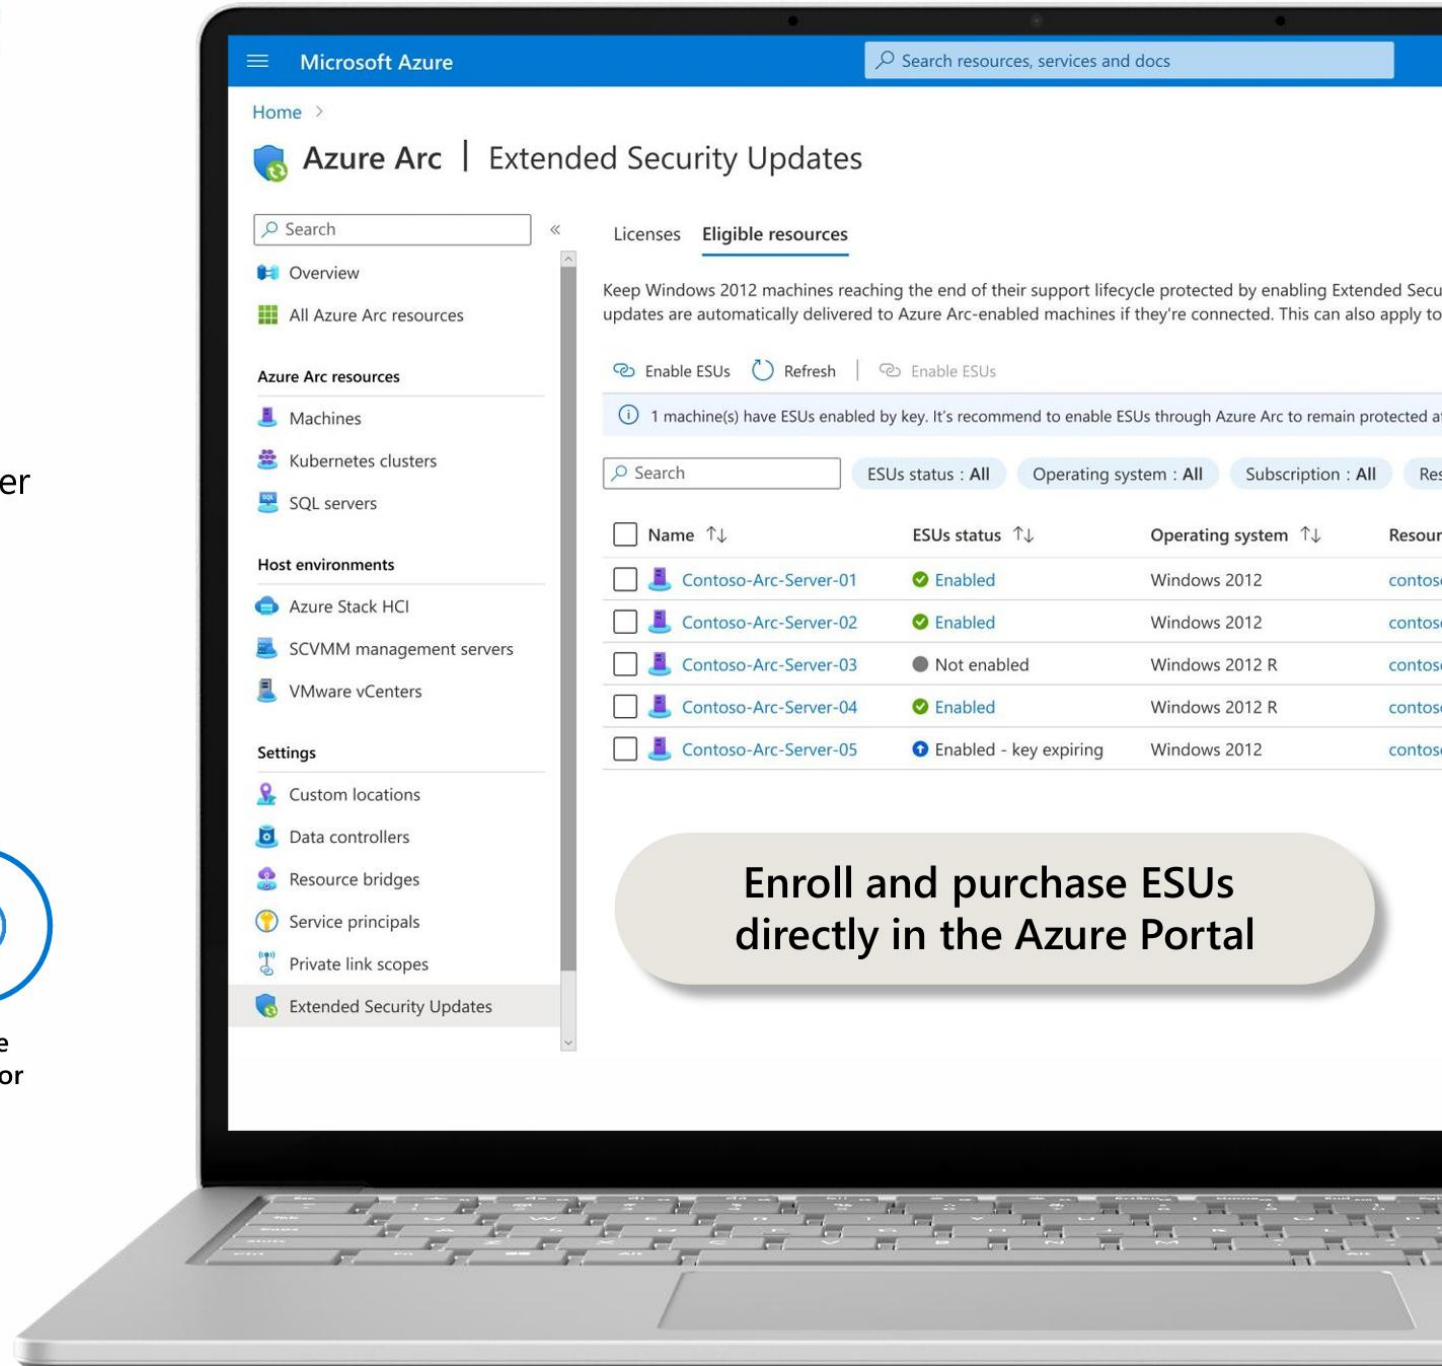 er
e
or
Microsoft Azure
Search resources, services and docs
Home >
Azure Arc | Extended Security Updates
Search
«
Overview
All Azure Arc resources
Azure Arc resources
Machines
Kubernetes clusters
SQL servers
Host environments
Azure Stack HCI
SCVMM management servers
VMware vCenters
Settings
Custom locations
Data controllers
Resource bridges
Service principals
Private link scopes
Extended Security Updates
Licenses Eligible resources
Keep Windows 2012 machines reaching the end of their support lifecycle protected by enabling Extended Secu
updates are automatically delivered to Azure Arc-enabled machines if they're connected. This can also apply to
Enable ESUs Refresh | Enable ESUs
1 machine(s) have ESUs enabled by key. It's recommend to enable ESUs through Azure Arc to remain protected a
Search ESUs status : All Operating system : All Subscription : All Res
Name ↑↓ ESUs status ↑↓ Operating system ↑↓ Resour
Contoso-Arc-Server-01 Enabled Windows 2012 contos
Contoso-Arc-Server-02 Enabled Windows 2012 contos
Contoso-Arc-Server-03 Not enabled Windows 2012 R contos
Contoso-Arc-Server-04 Enabled Windows 2012 R contos
Contoso-Arc-Server-05 Enabled - key expiring Windows 2012 contos
Enroll and purchase ESUs
directly in the Azure Portal